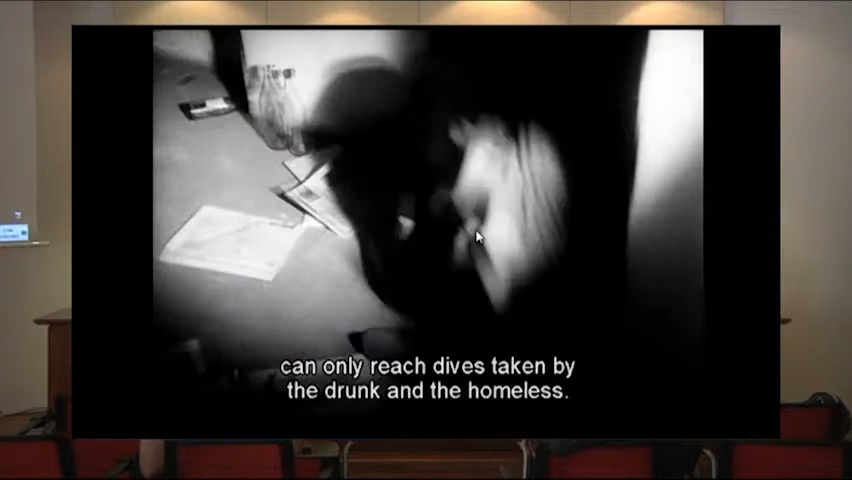 can only reach dives taken by
the drunk and the homeless.